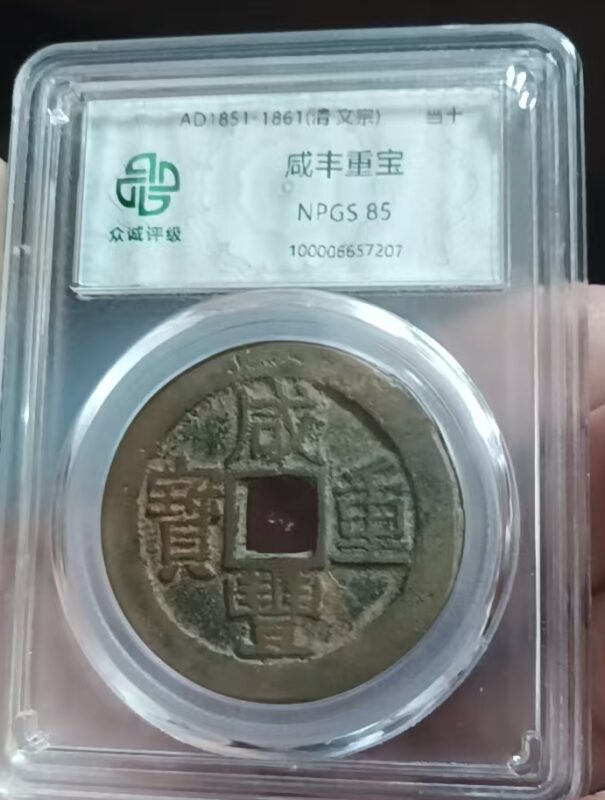 AD1851-1861(清 文宗) 当十
咸丰重宝
NPGS 85
100006657207
众诚评级
咸
豐
重
寶